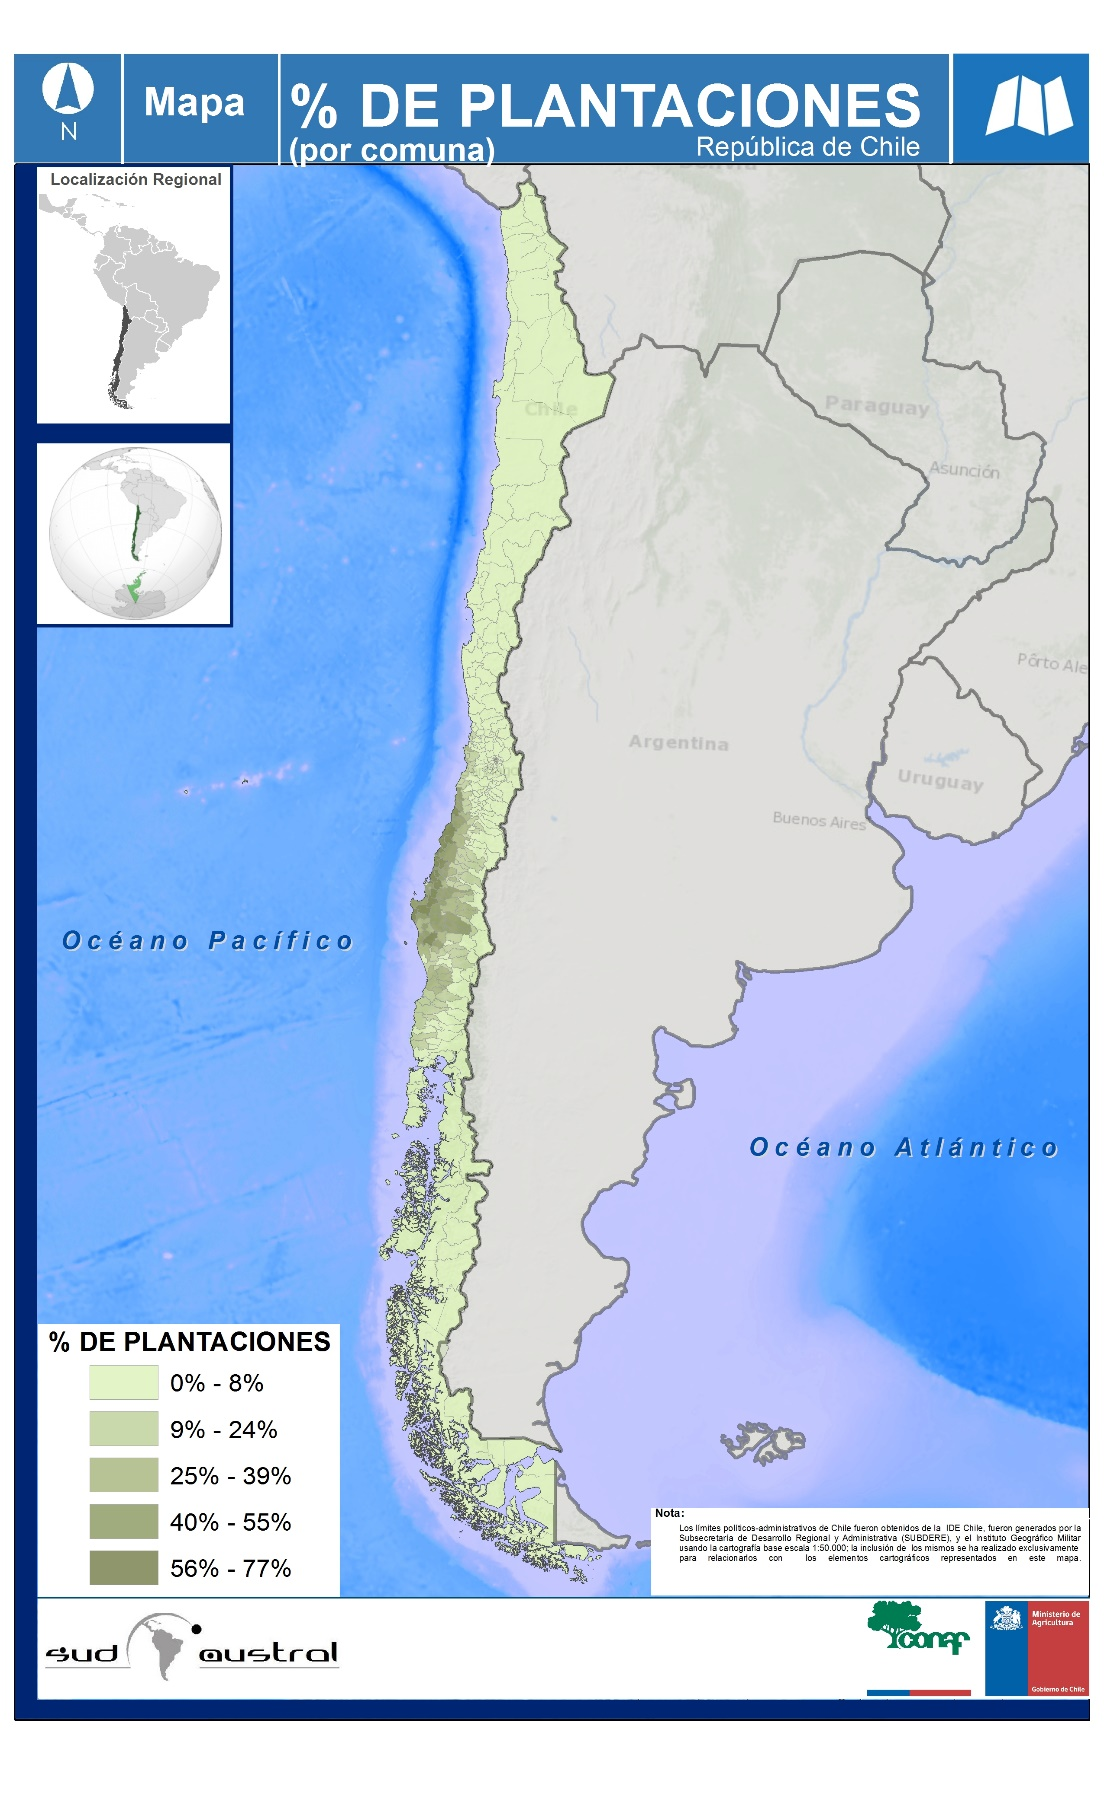 N
Mapa
% DE PLANTACIONES
(por comuna)
República de Chile
Localización Regional
Chile
Paraguay
Asunción
Pôrto Ale
Argentina
Uruguay
Buenos Aires
Océano Pacífico
Océano Atlántico
% DE PLANTACIONES
0% - 8%
9% - 24%
25% - 39%
40% - 55%
56% - 77%
Nota:
Los límites políticos-administrativos de Chile fueron obtenidos de la IDE Chile, fueron generados por la
Subsecretaría de Desarrollo Regional y Administrativa (SUBDERE), y el Instituto Geográfico Militar
usando la cartografía base escala 1:50.000; la inclusión de los mismos se ha realizado exclusivamente
para relacionarlos con los elementos cartográficos representados en este mapa.
sud austral
conaf
Ministerio de
Agricultura
Gobierno de Chile